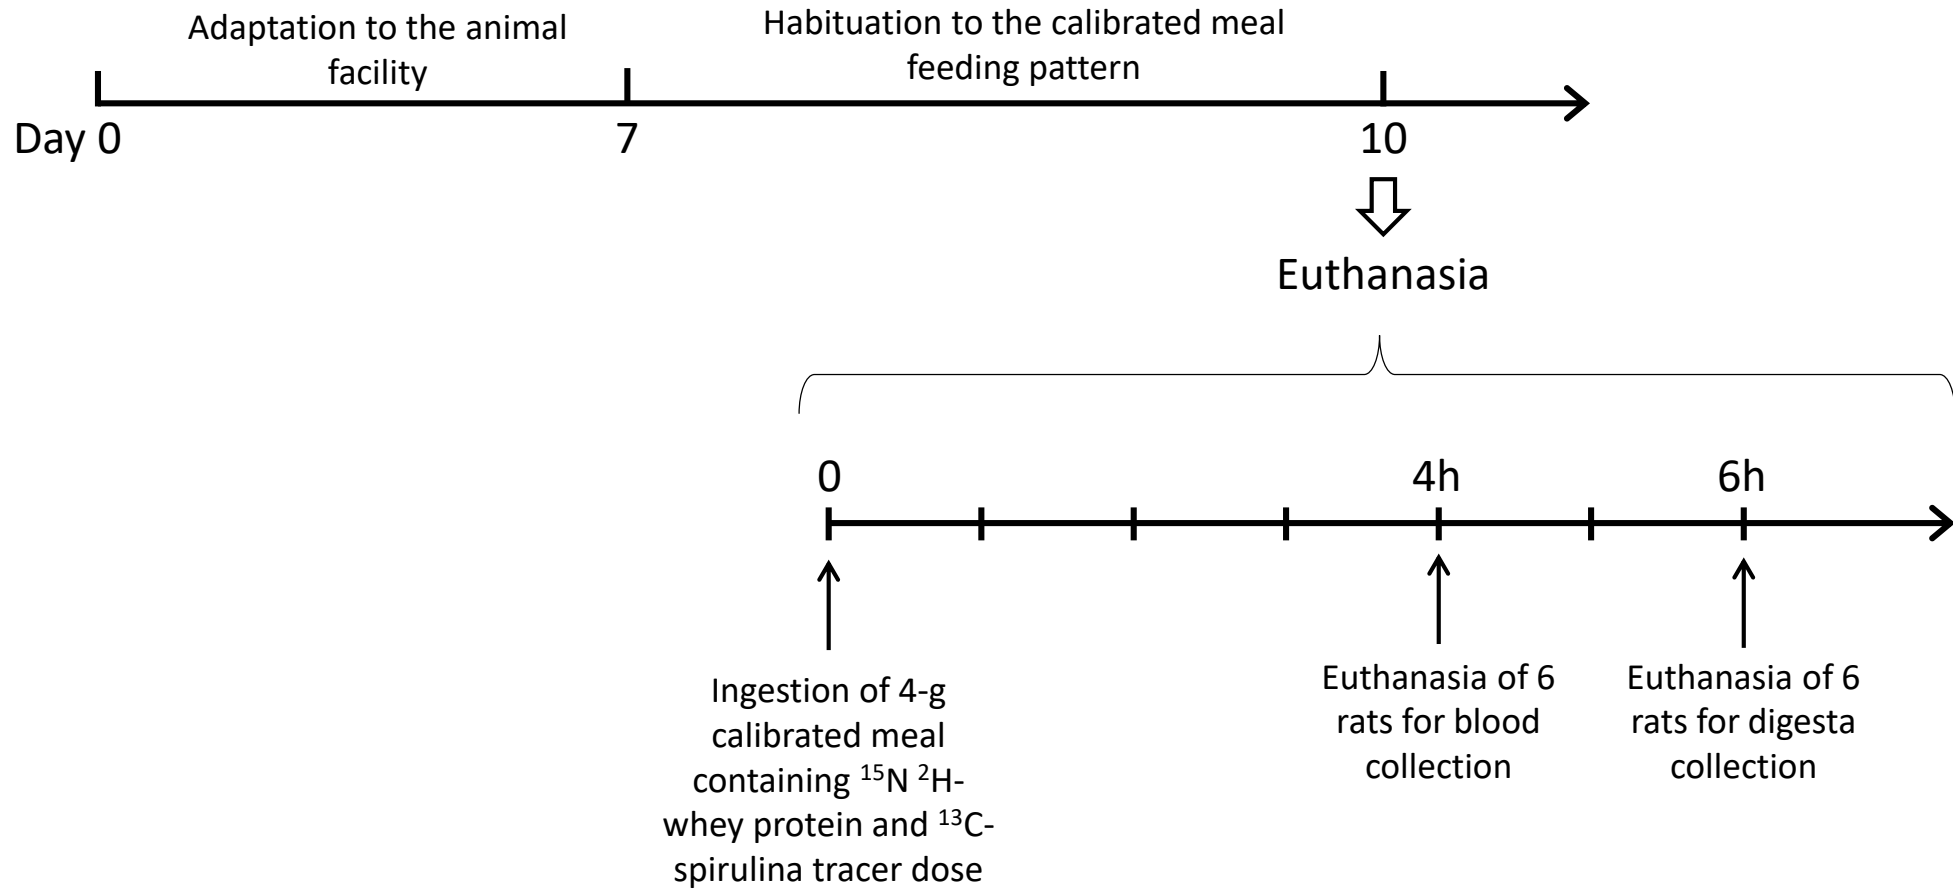 Adaptation to the animal
facility
Habituation to the calibrated meal
feeding pattern
Day 0
7
10
Euthanasia
0
4h
6h
Ingestion of 4-g
calibrated meal
containing ¹⁵N ²H-
whey protein and ¹³C-
spirulina tracer dose
Euthanasia of 6
rats for blood
collection
Euthanasia of 6
rats for digesta
collection